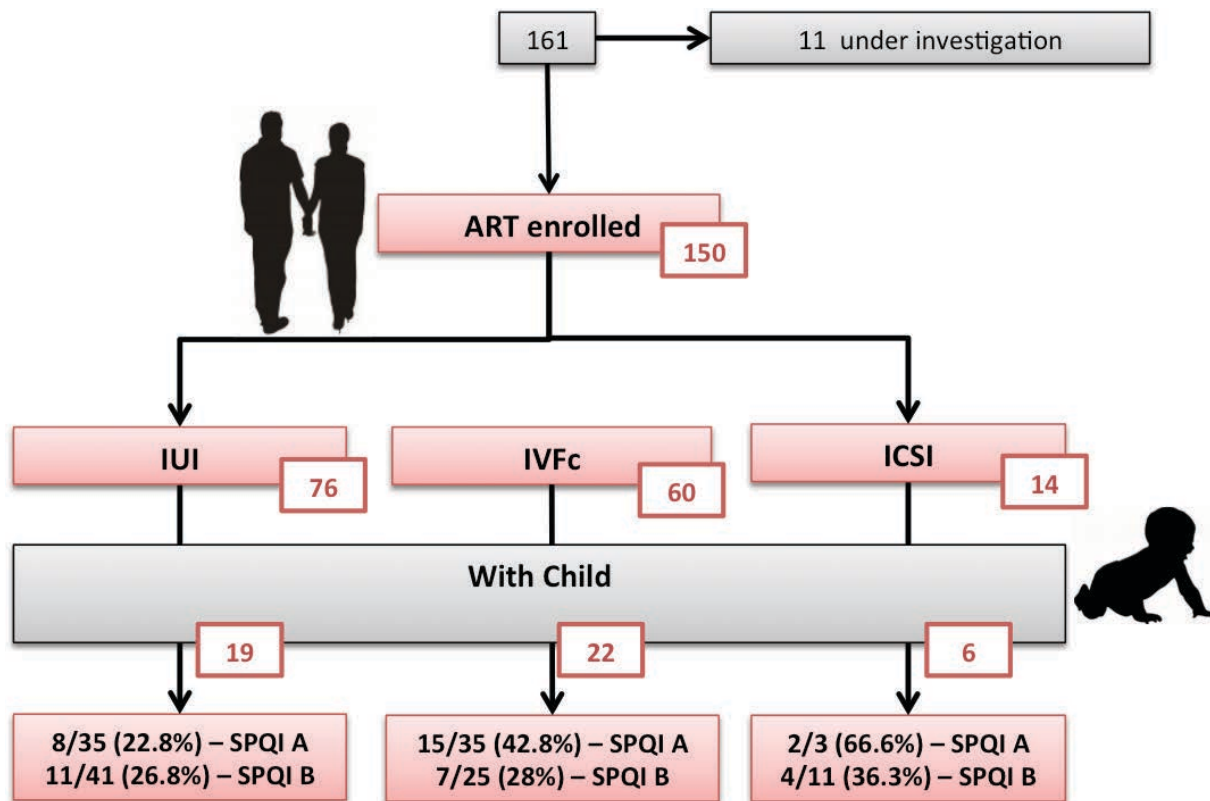 161
11 under investigation
ART enrolled
150
IUI
76
IVFc
60
ICSI
14
With Child
19
22
6
8/35 (22.8%) – SPQI A
11/41 (26.8%) – SPQI B
15/35 (42.8%) – SPQI A
7/25 (28%) – SPQI B
2/3 (66.6%) – SPQI A
4/11 (36.3%) – SPQI B